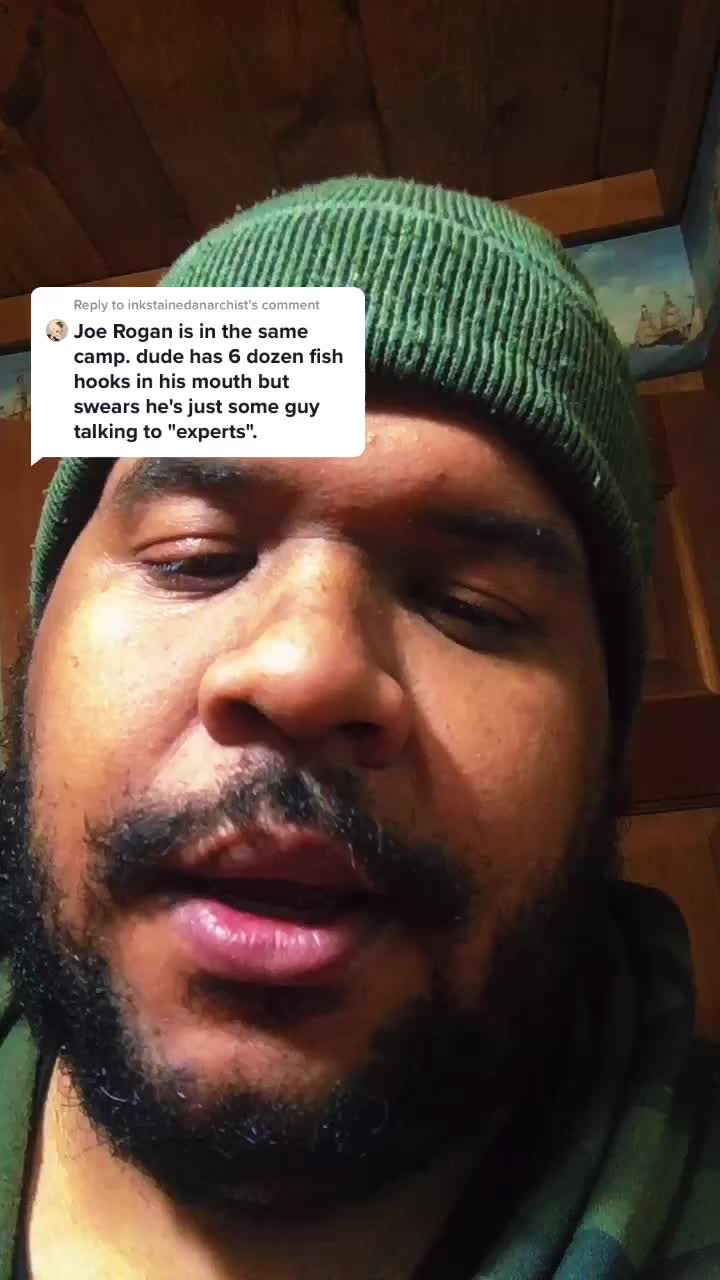 Reply to inkstainedanarchist's comment
Joe Rogan is in the same
camp. dude has 6 dozen fish
hooks in his mouth but
swears he's just some guy
talking to "experts".